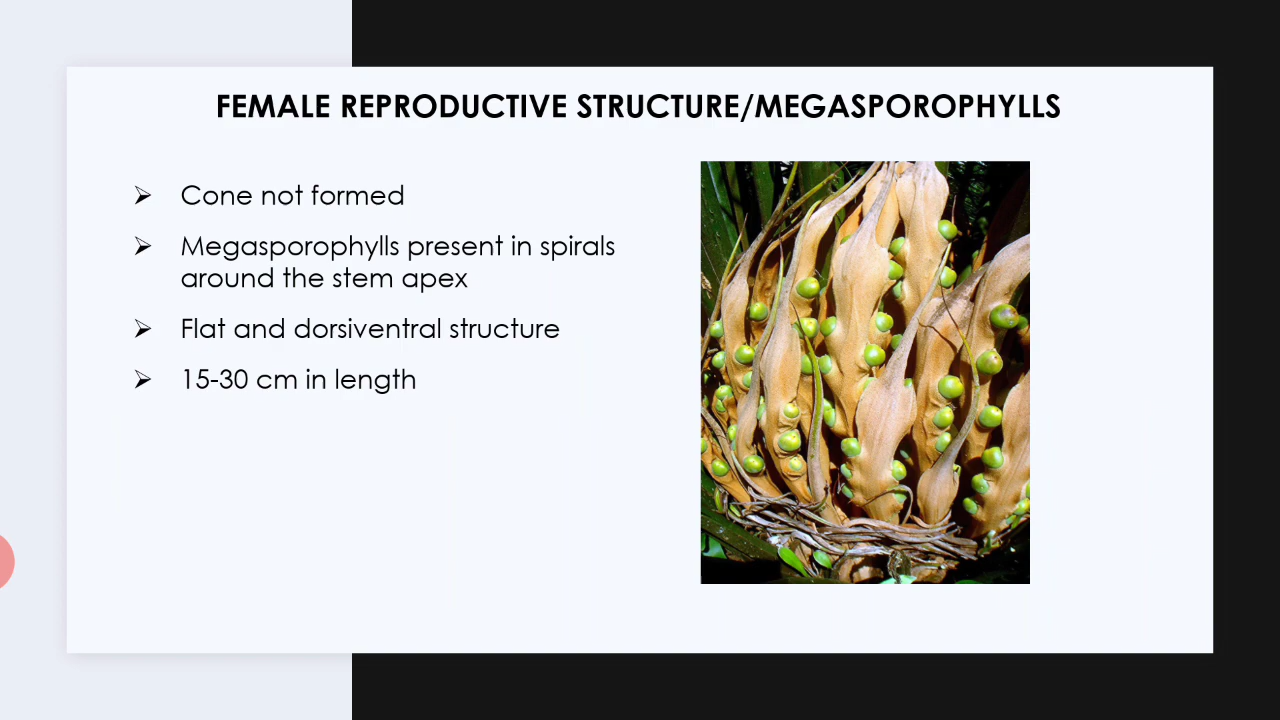 FEMALE REPRODUCTIVE STRUCTURE/MEGASPOROPHYLLS
➢ Cone not formed
➢ Megasporophylls present in spirals
around the stem apex
➢ Flat and dorsiventral structure
➢ 15-30 cm in length